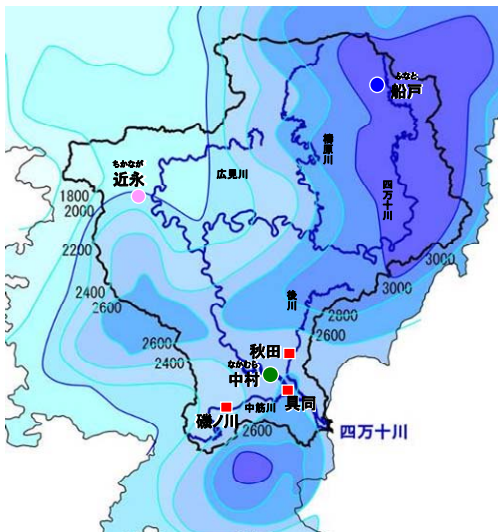 ふなと
船戸
梼原川
四万十川
ちかなが
近永
広見川
1800
2000
2200
2400
2600
3000
3000
後川
2800
2600
2600
2400
秋田
なかむら
中村
具同
中筋川
磯ノ川
2600
四万十川